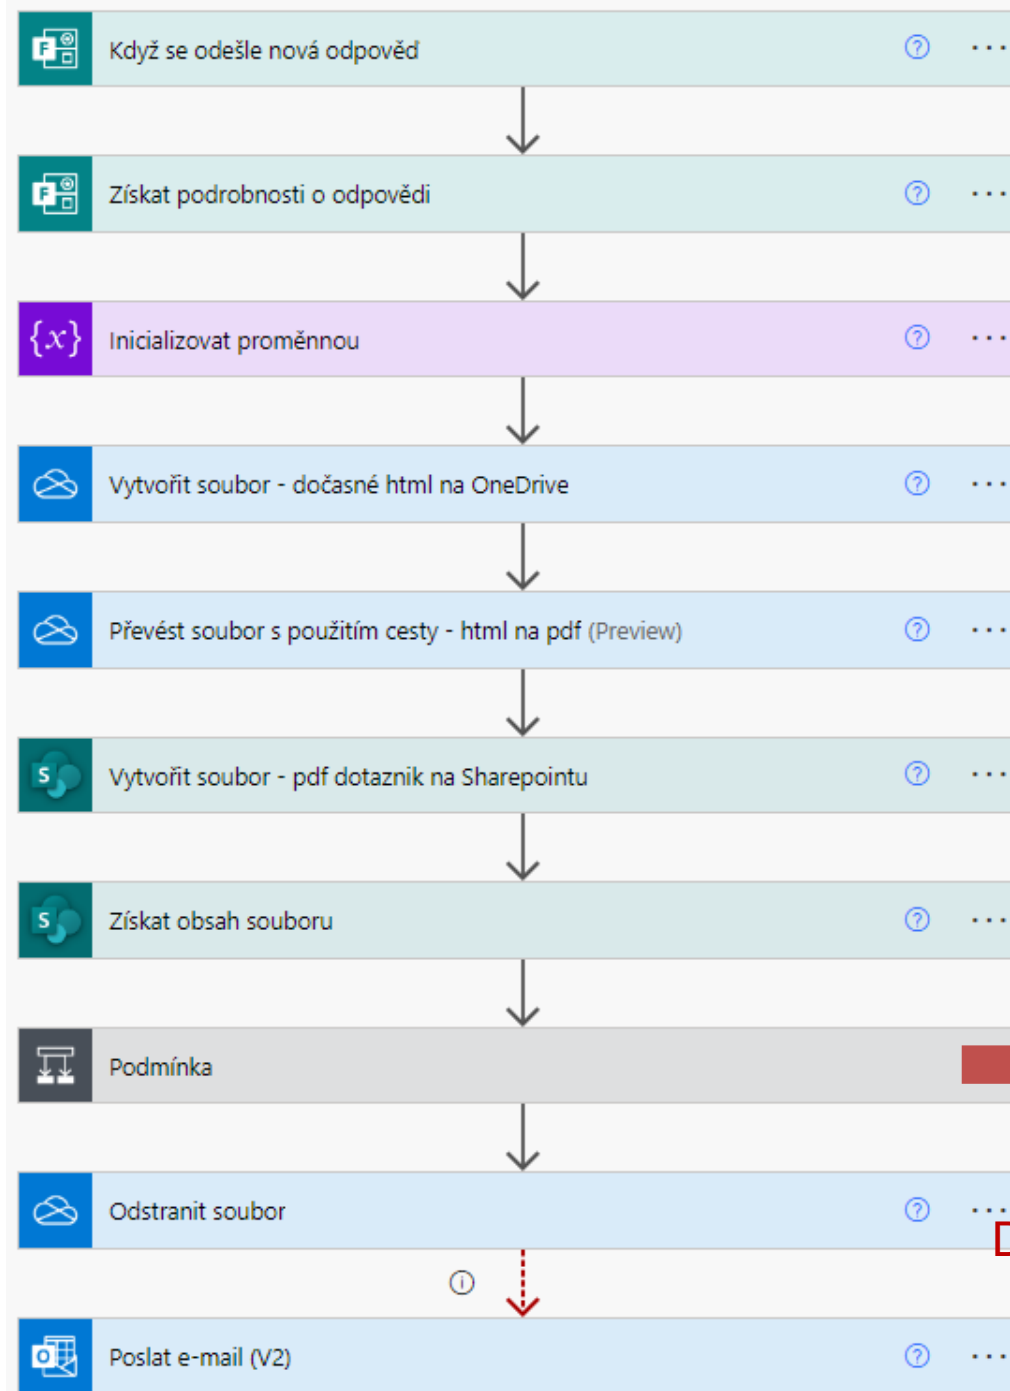 Když se odešle nová odpověď
Získat podrobnosti o odpovědi
{x} Inicializovat proměnnou
Vytvořit soubor - dočasné html na OneDrive
Převést soubor s použitím cesty - html na pdf (Preview)
Vytvořit soubor - pdf dotaznik na Sharepointu
Získat obsah souboru
Podmínka
Odstranit soubor
Poslat e-mail (V2)